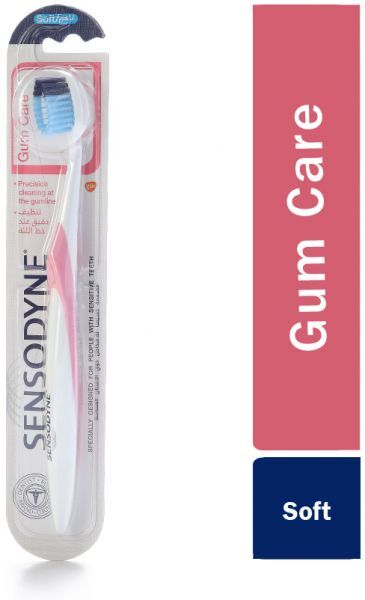 Soft/ناعم
Gum Care
• Precision
cleaning at
the gumline
• تنظيف
دقيق عند
خط اللثة
SENSODYNE
SENSODYNE
SPECIALLY DESIGNED FOR PEOPLE WITH SENSITIVE TEETH
Gum Care
Soft